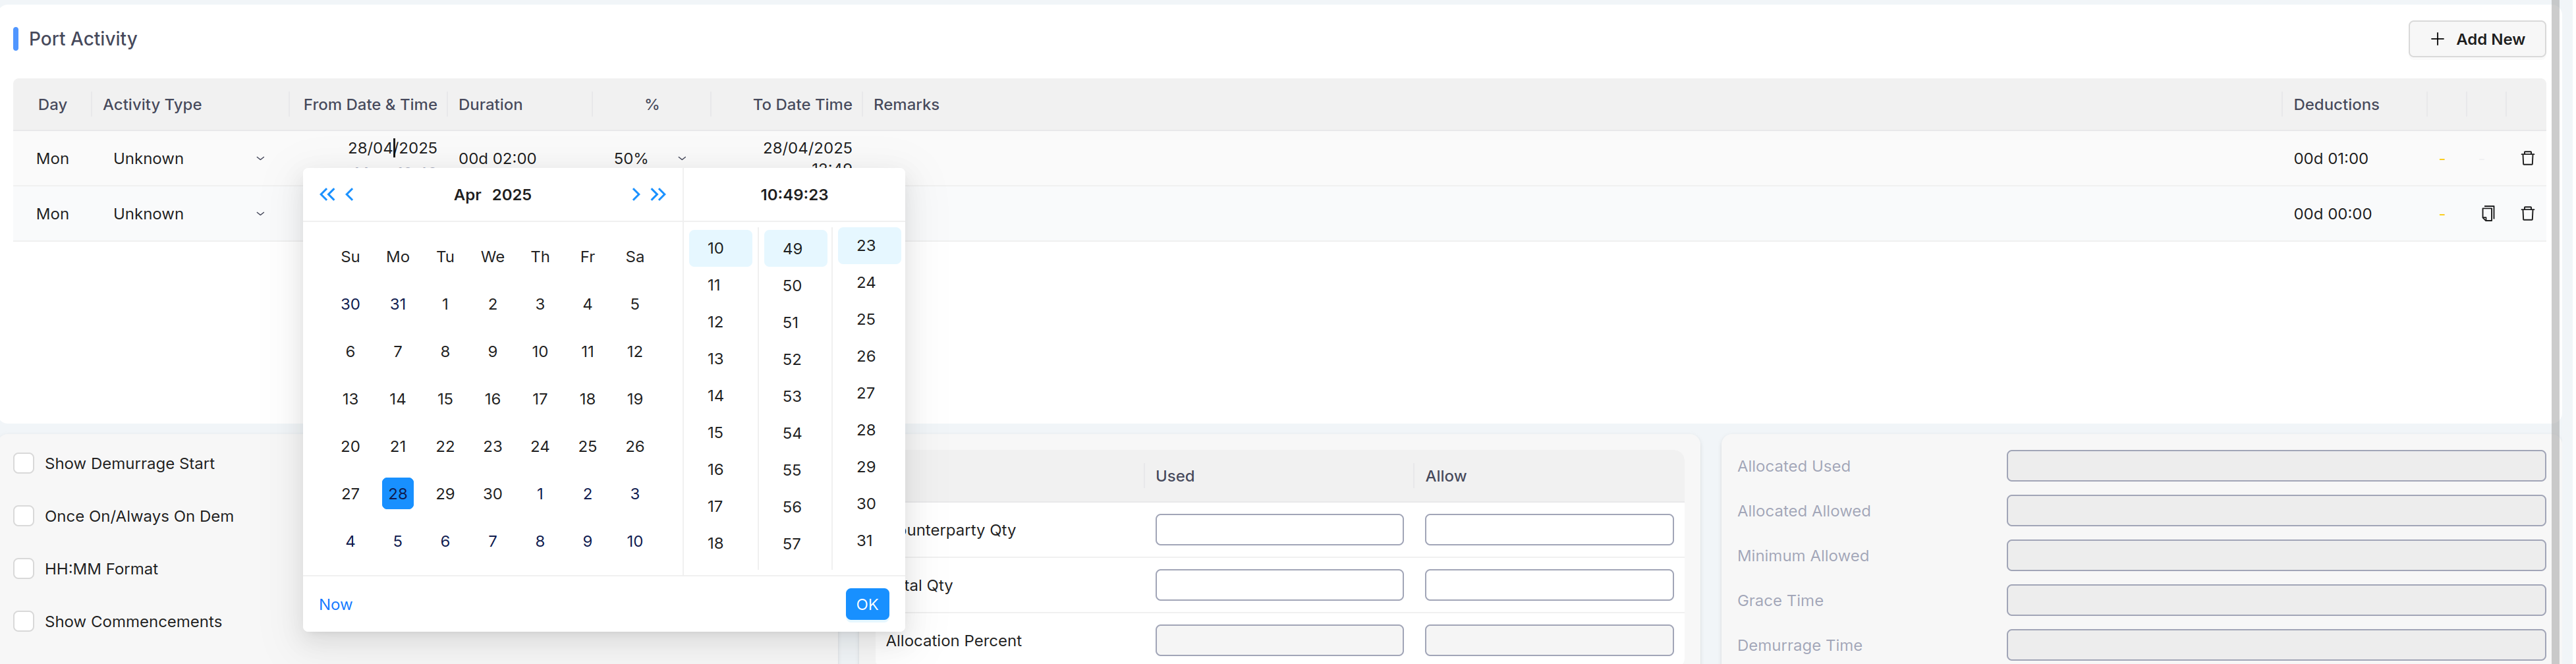 Port Activity
Add New
Day Activity Type From Date & Time Duration % To Date Time Remarks Deductions
Mon Unknown 28/04/2025 00d 02:00 50% 28/04/2025 00d 01:00 -
Mon Unknown 00d 00:00 -
Apr 2025 10:49:23
Su Mo Tu We Th Fr Sa
30 31 1 2 3 4 5
6 7 8 9 10 11 12
13 14 15 16 17 18 19
20 21 22 23 24 25 26
27 28 29 30 1 2 3
4 5 6 7 8 9 10
10 49 23
11 50 24
12 51 25
13 52 26
14 53 27
15 54 28
16 55 29
17 56 30
18 57 31
Now OK
Show Demurrage Start
Once On/Always On Dem
HH:MM Format
Show Commencements
Used Allow
unterparty Qty
tal Qty
Allocation Percent
Allocated Used
Allocated Allowed
Minimum Allowed
Grace Time
Demurrage Time